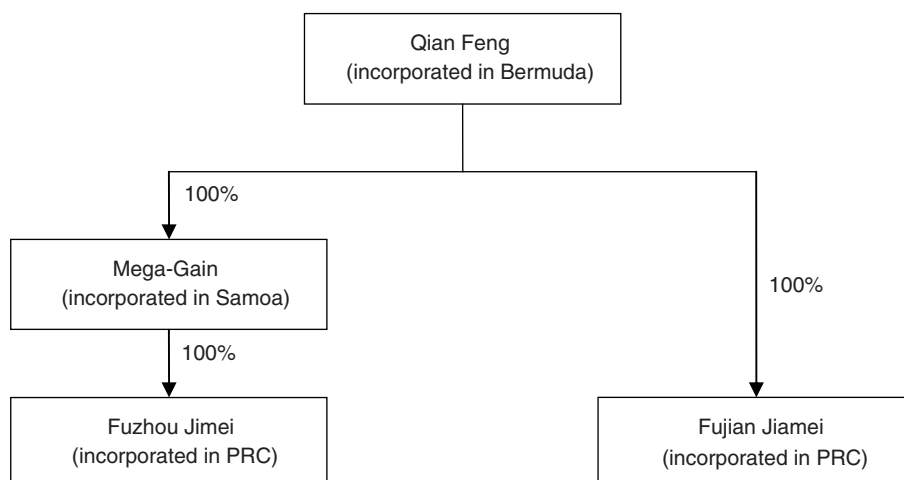 Qian Feng
(incorporated in Bermuda)
100%
Mega-Gain
(incorporated in Samoa)
100%
100%
Fuzhou Jimei
(incorporated in PRC)
Fujian Jiamei
(incorporated in PRC)